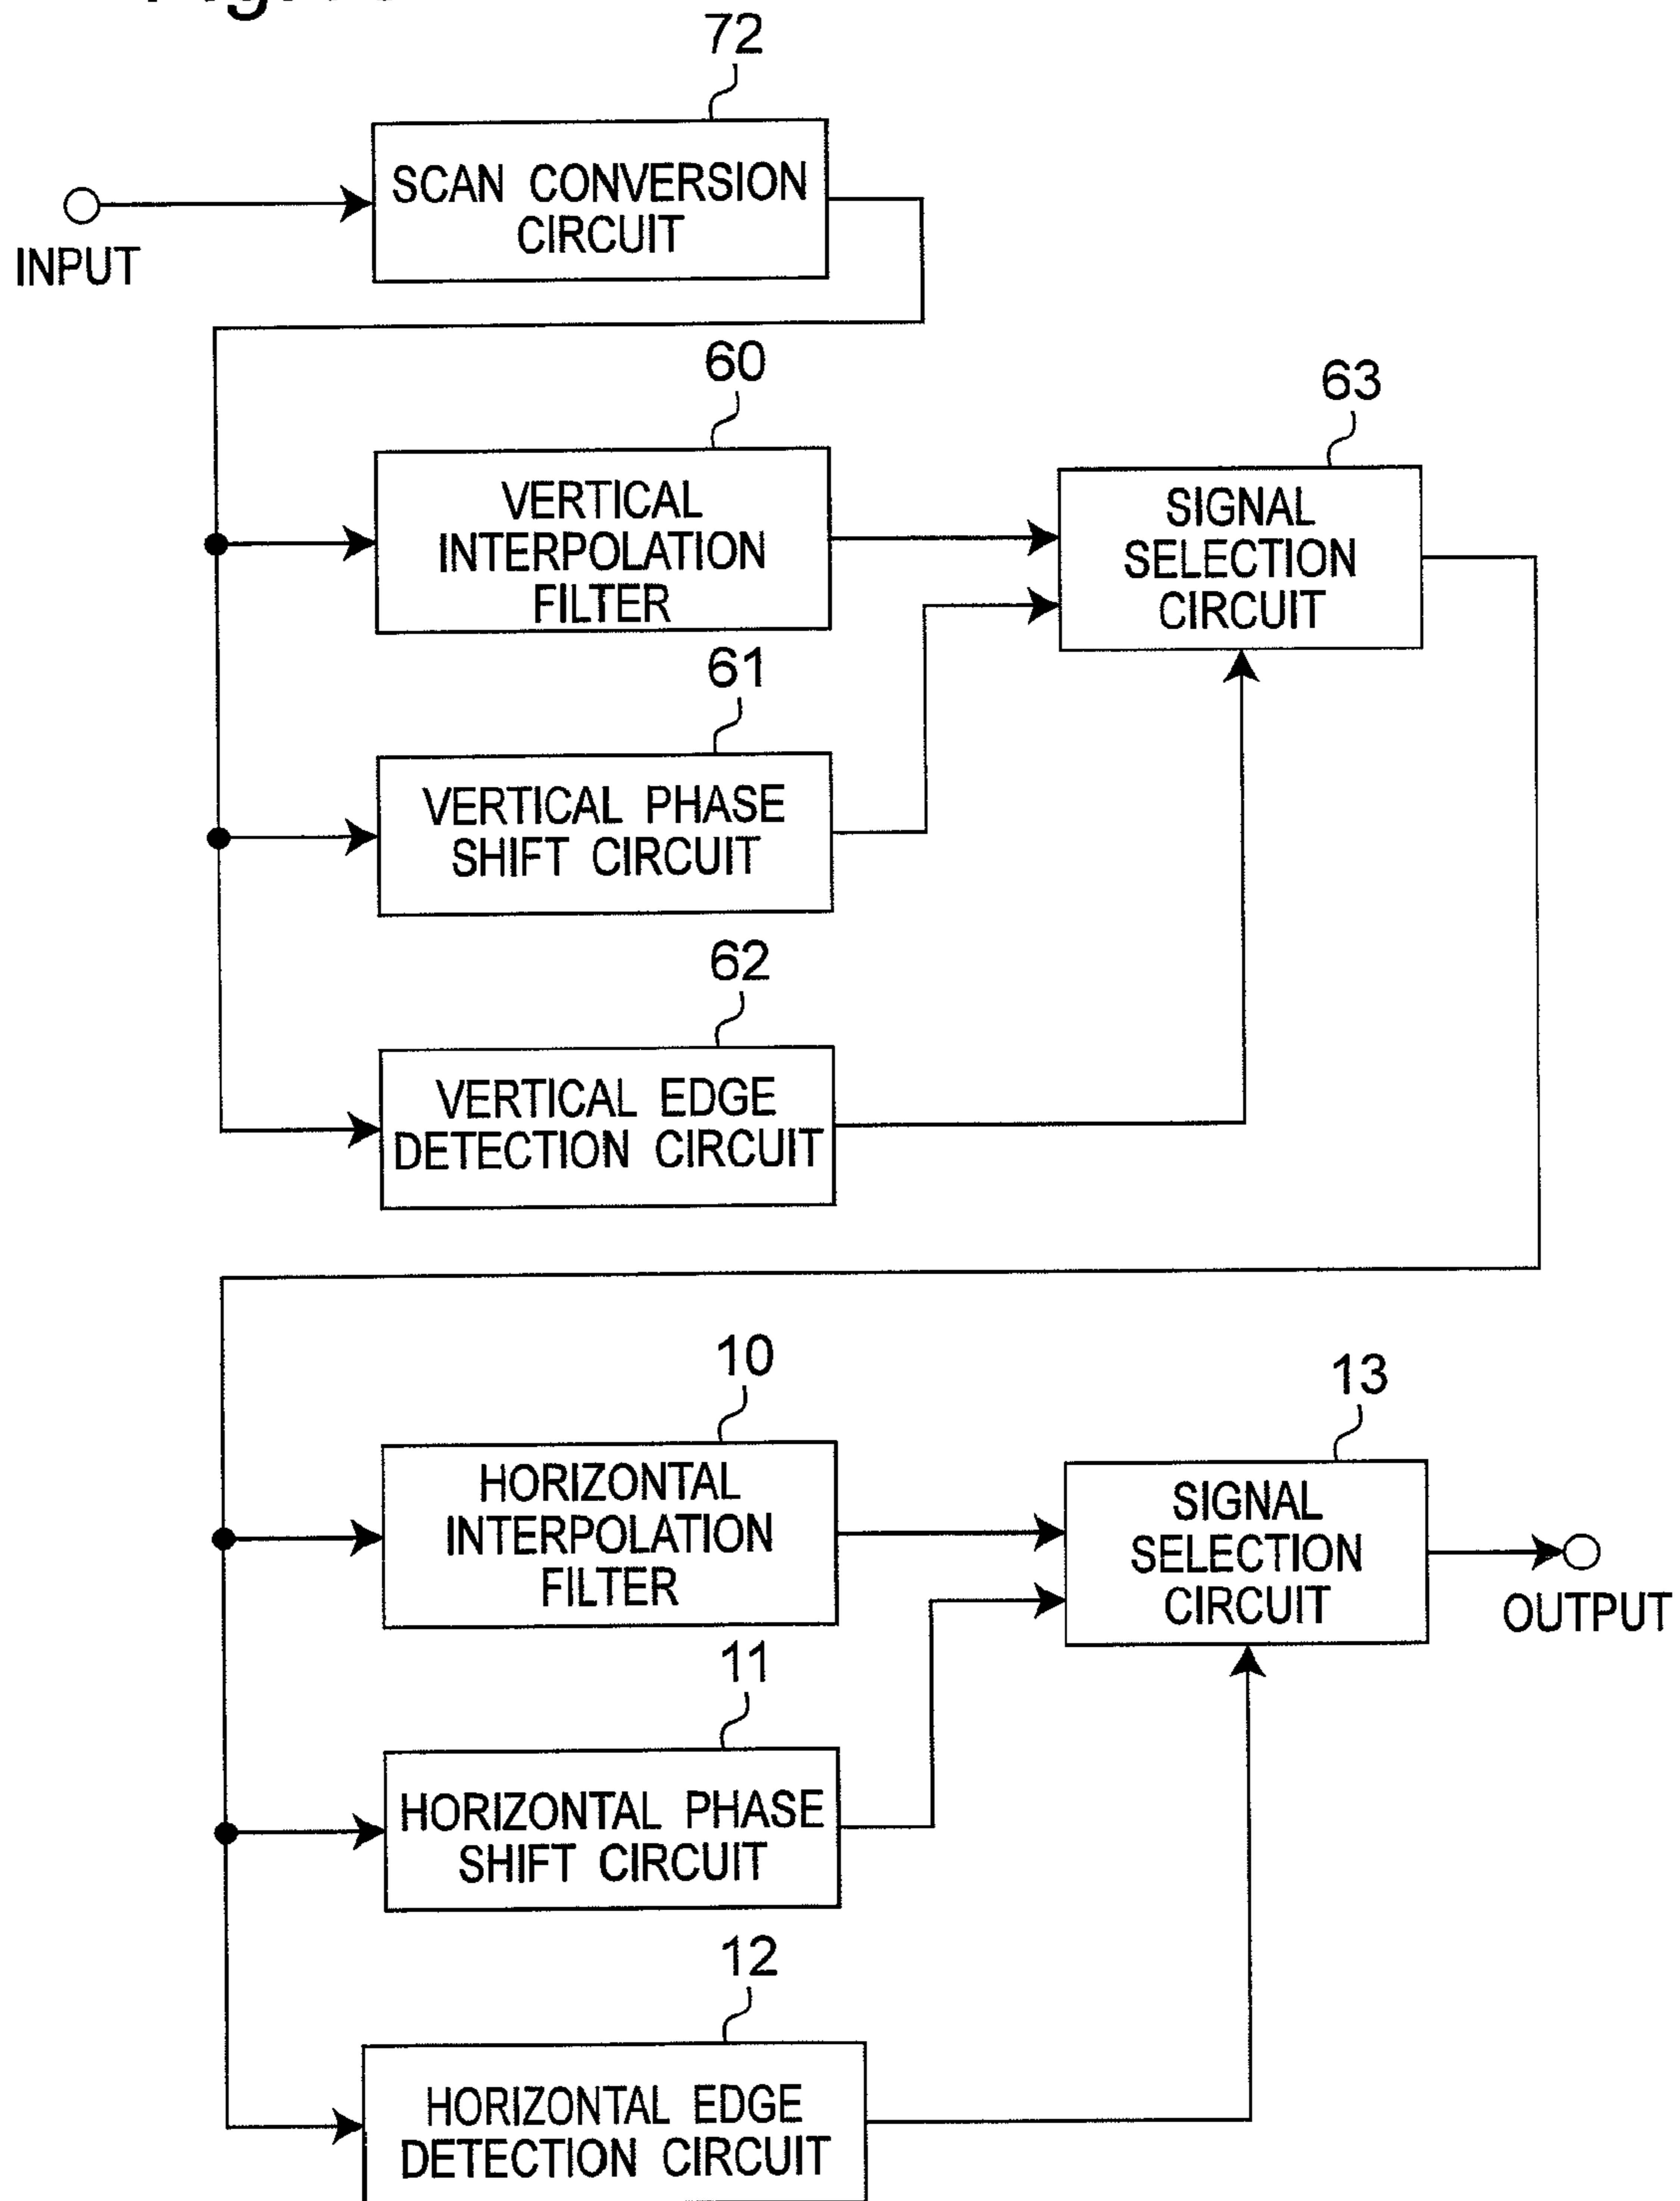 72
SCAN CONVERSION
CIRCUIT
INPUT
60
VERTICAL
INTERPOLATION
FILTER
63
SIGNAL
SELECTION
CIRCUIT
61
VERTICAL PHASE
SHIFT CIRCUIT
62
VERTICAL EDGE
DETECTION CIRCUIT
10
HORIZONTAL
INTERPOLATION
FILTER
13
SIGNAL
SELECTION
CIRCUIT
OUTPUT
11
HORIZONTAL PHASE
SHIFT CIRCUIT
12
HORIZONTAL EDGE
DETECTION CIRCUIT